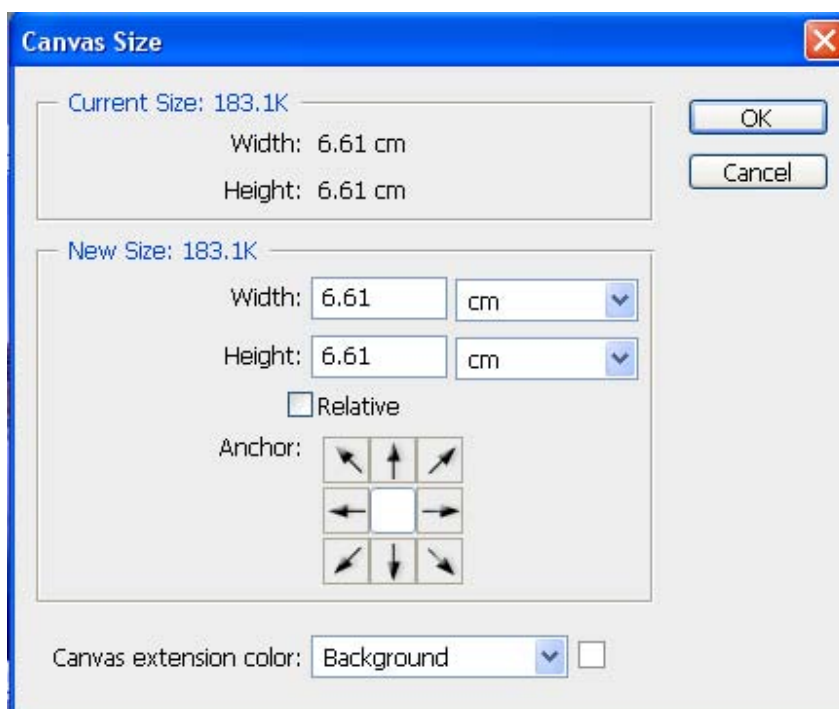 Canvas Size
Current Size: 183.1K
OK
Width: 6.61 cm
Cancel
Height: 6.61 cm
New Size: 183.1K
Width: 6.61 cm
Height: 6.61 cm
Relative
Anchor:
Canvas extension color: Background